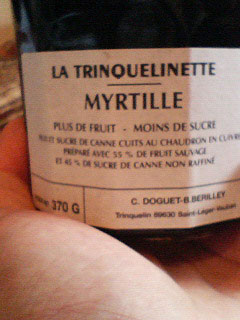 LA TRINQUELINETTE
MYRTILLE
PLUS DE FRUIT - MOINS DE SUCRE
ET SUCRE DE CANNE CUITS AU CHAUDRON EN CUIVRE
PRÉPARÉ AVEC 55 % DE FRUIT SAUVAGE
ET 45 % DE SUCRE DE CANNE NON RAFFINÉ
370 G
C. DOGUET-B.BERILLEY
Trinquelin 89630 Saint-Léger-Vauban